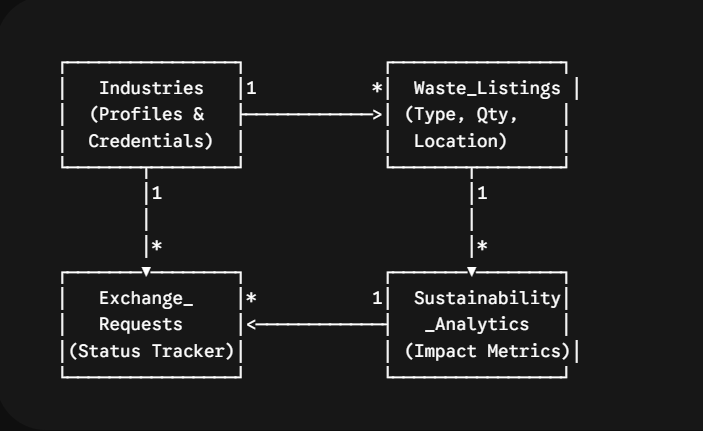 Industries
(Profiles &
Credentials)
1
*
Waste_Listings
(Type, Qty,
Location)
1
*
1
*
Exchange_
Requests
(Status Tracker)
*
1
Sustainability
_Analytics
(Impact Metrics)